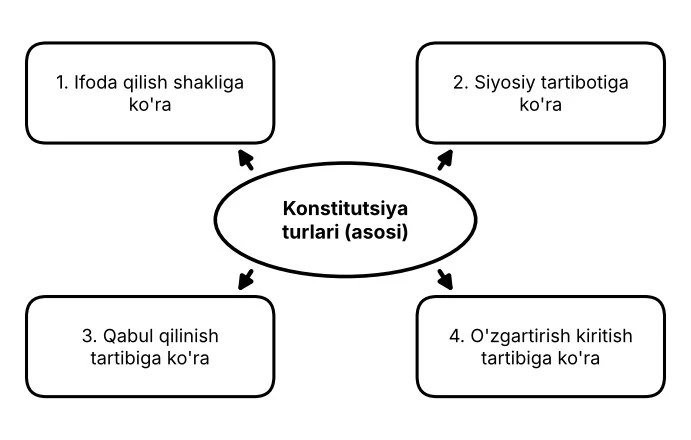 1. Ifoda qilish shakliga
ko'ra
2. Siyosiy tartibotiga
ko'ra
Konstitutsiya
turlari (asosi)
3. Qabul qilinish
tartibiga ko'ra
4. O'zgartirish kiritish
tartibiga ko'ra